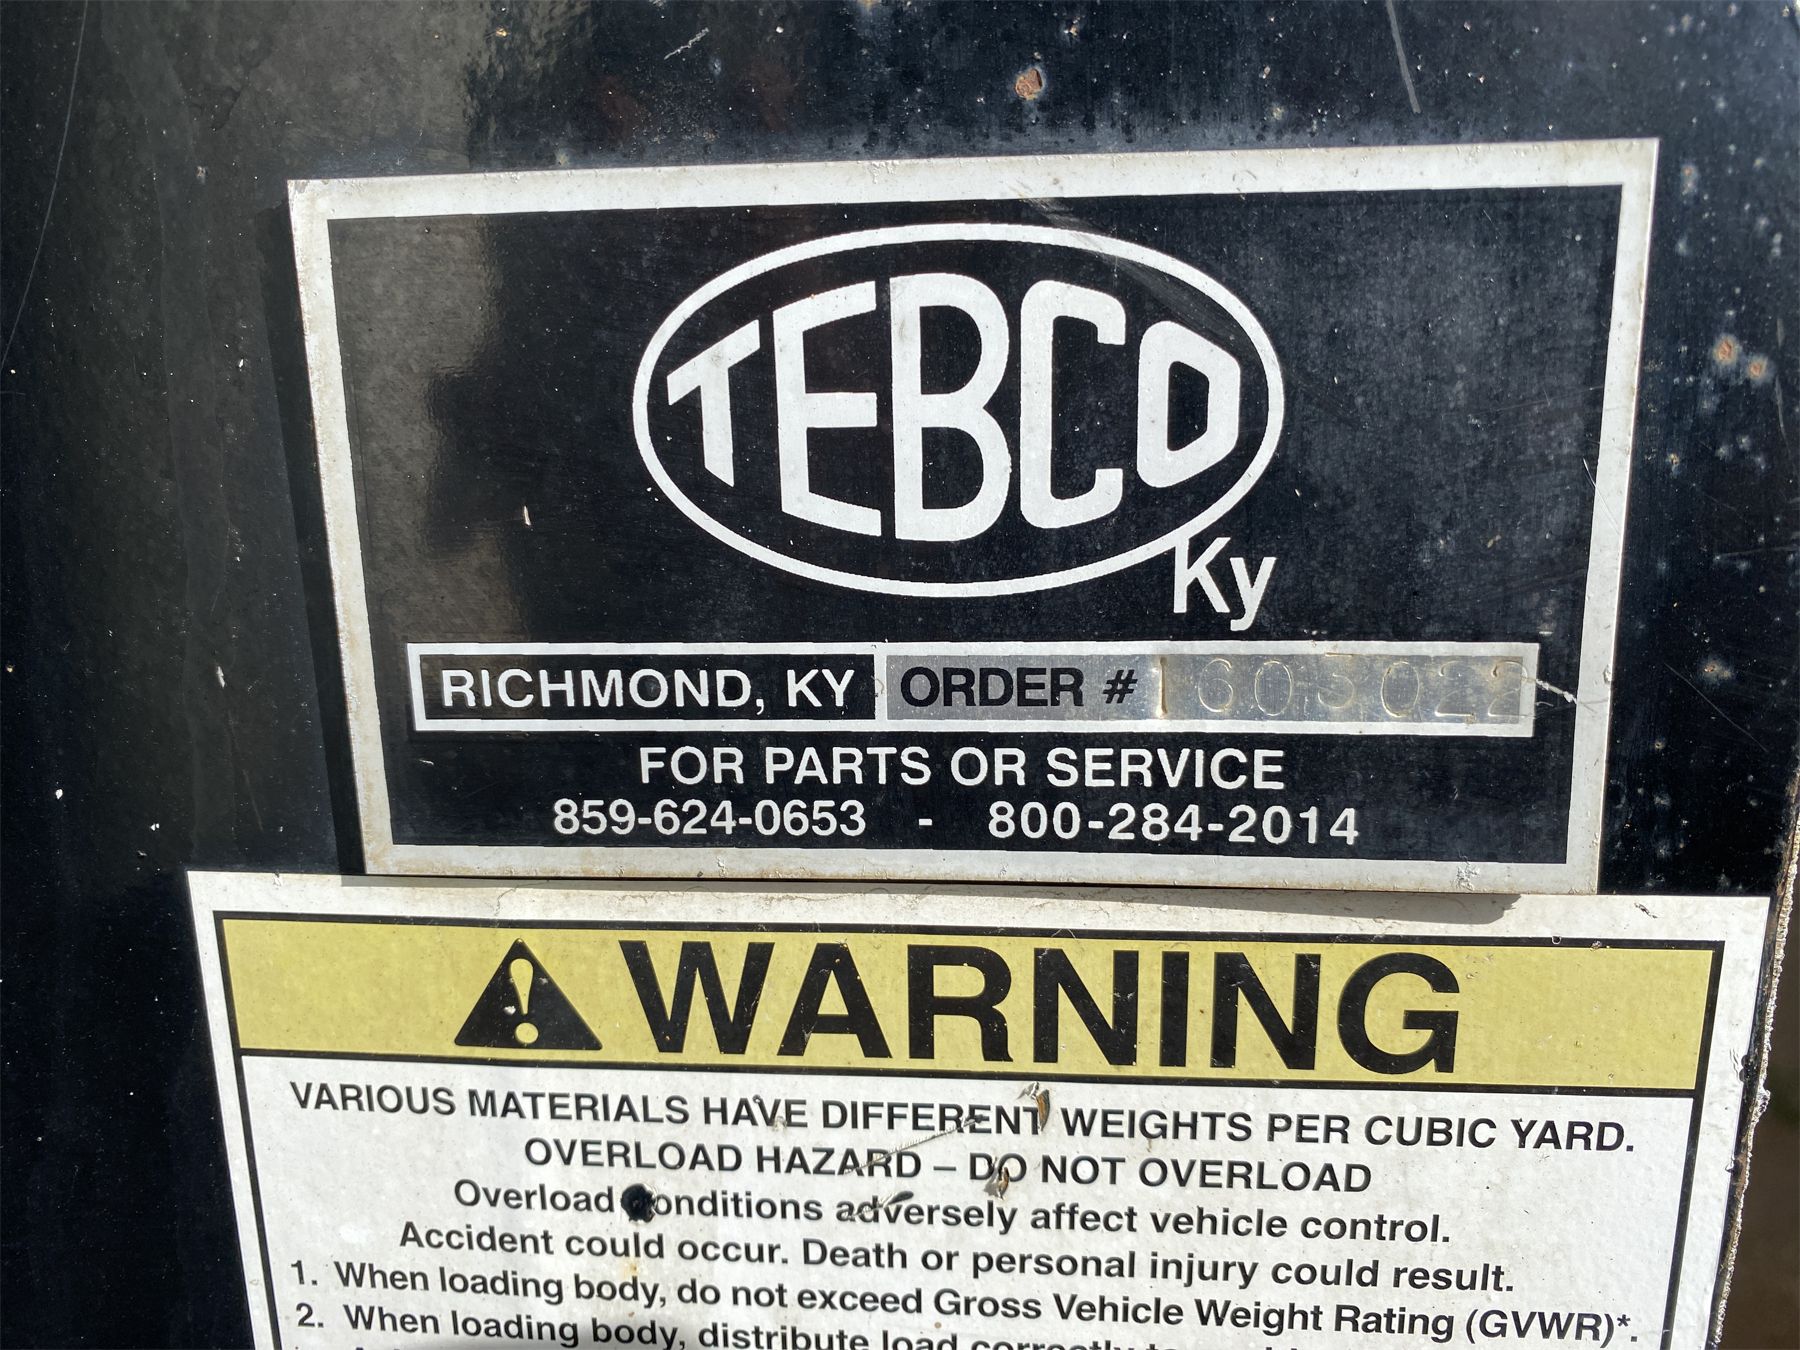 TEBCO
Ky
RICHMOND, KY ORDER # 1603022
FOR PARTS OR SERVICE
859-624-0653 - 800-284-2014
WARNING
VARIOUS MATERIALS HAVE DIFFERENT WEIGHTS PER CUBIC YARD.
OVERLOAD HAZARD – DO NOT OVERLOAD
Overload conditions adversely affect vehicle control.
Accident could occur. Death or personal injury could result.
1. When loading body, do not exceed Gross Vehicle Weight Rating (GVWR)*.
2. When loading body, distribute load correctly to